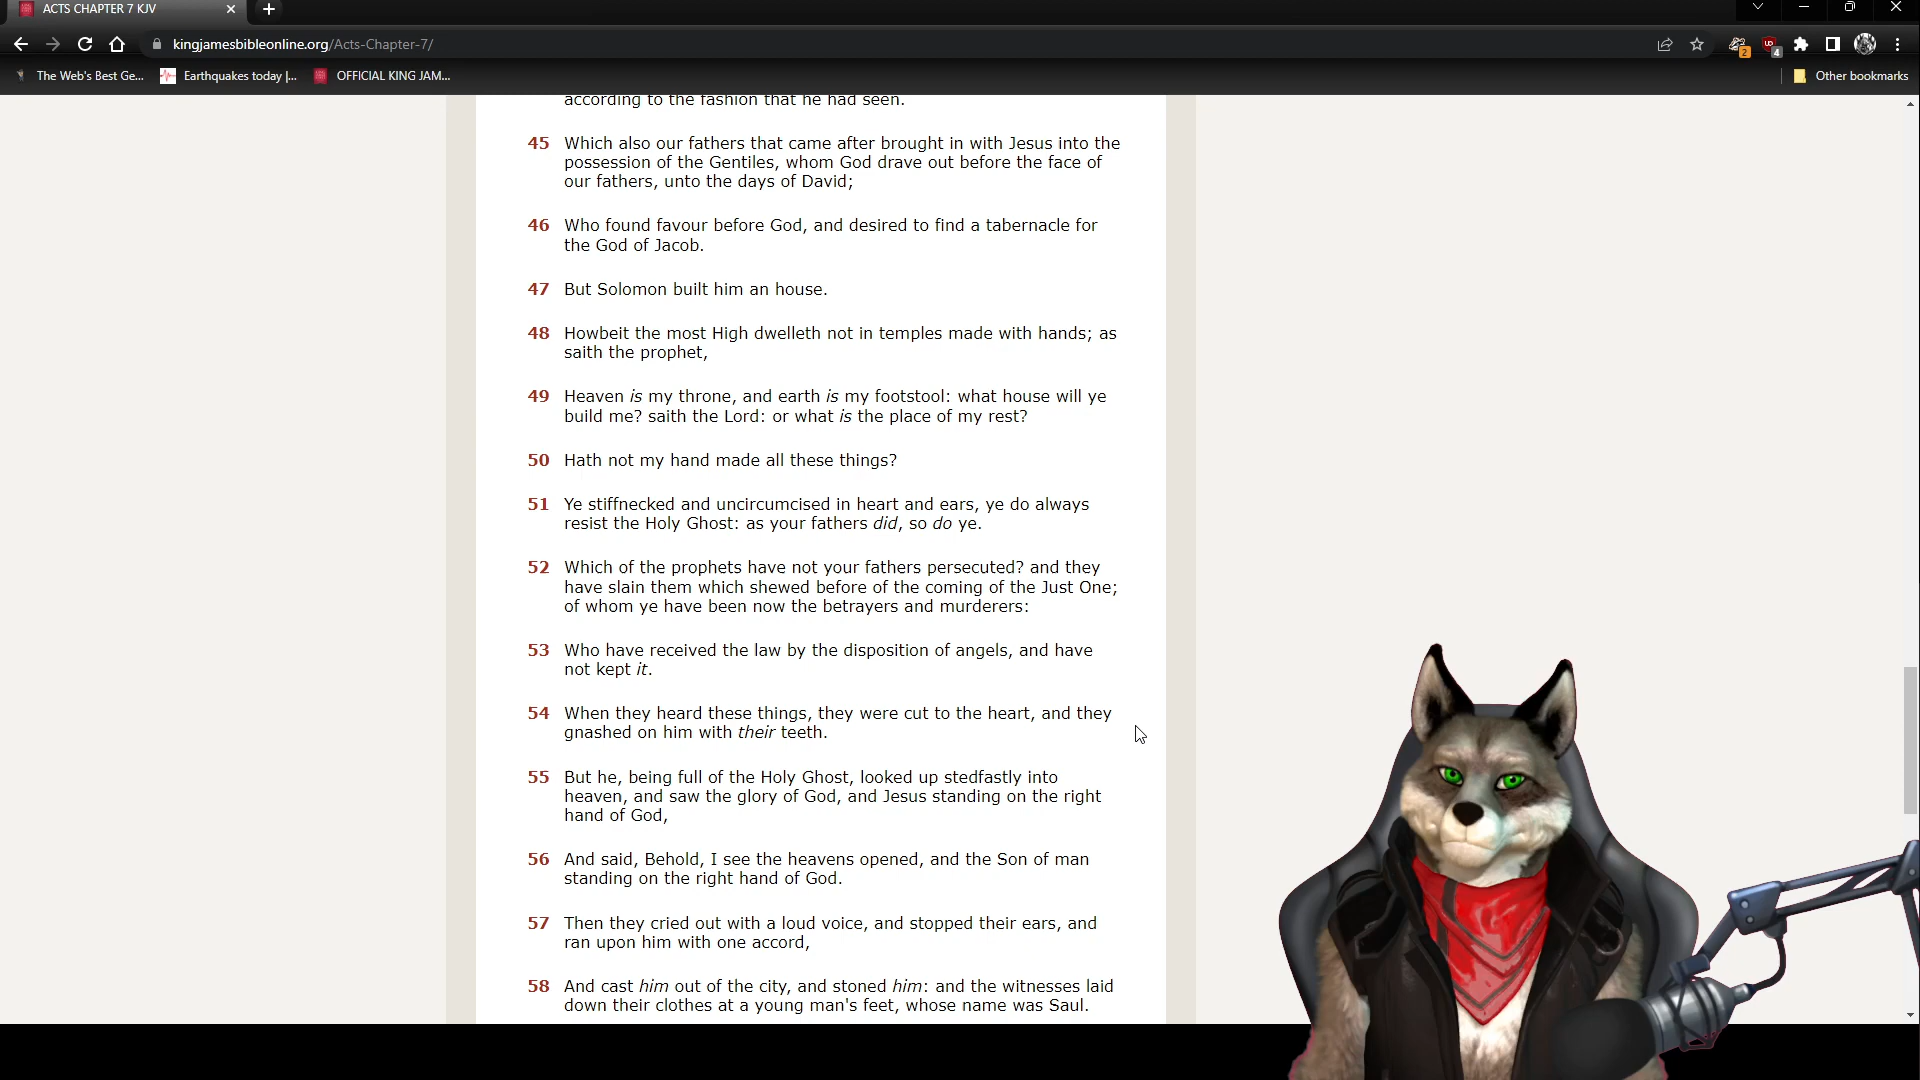 ACTS CHAPTER 7 KJV
kingjamesbibleonline.org/Acts-Chapter-7/
2
4
The Web's Best Ge...
Earthquakes today |...
OFFICIAL KING JAM...
Other bookmarks
according to the fashion that he had seen.
45 Which also our fathers that came after brought in with Jesus into the
possession of the Gentiles, whom God drave out before the face of
our fathers, unto the days of David;
46 Who found favour before God, and desired to find a tabernacle for
the God of Jacob.
47 But Solomon built him an house.
48 Howbeit the most High dwelleth not in temples made with hands; as
saith the prophet,
49 Heaven is my throne, and earth is my footstool: what house will ye
build me? saith the Lord: or what is the place of my rest?
50 Hath not my hand made all these things?
51 Ye stiffnecked and uncircumcised in heart and ears, ye do always
resist the Holy Ghost: as your fathers did, so do ye.
52 Which of the prophets have not your fathers persecuted? and they
have slain them which shewed before of the coming of the Just One;
of whom ye have been now the betrayers and murderers:
53 Who have received the law by the disposition of angels, and have
not kept it.
54 When they heard these things, they were cut to the heart, and they
gnashed on him with their teeth.
55 But he, being full of the Holy Ghost, looked up stedfastly into
heaven, and saw the glory of God, and Jesus standing on the right
hand of God,
56 And said, Behold, I see the heavens opened, and the Son of man
standing on the right hand of God.
57 Then they cried out with a loud voice, and stopped their ears, and
ran upon him with one accord,
58 And cast him out of the city, and stoned him: and the witnesses laid
down their clothes at a young man's feet, whose name was Saul.